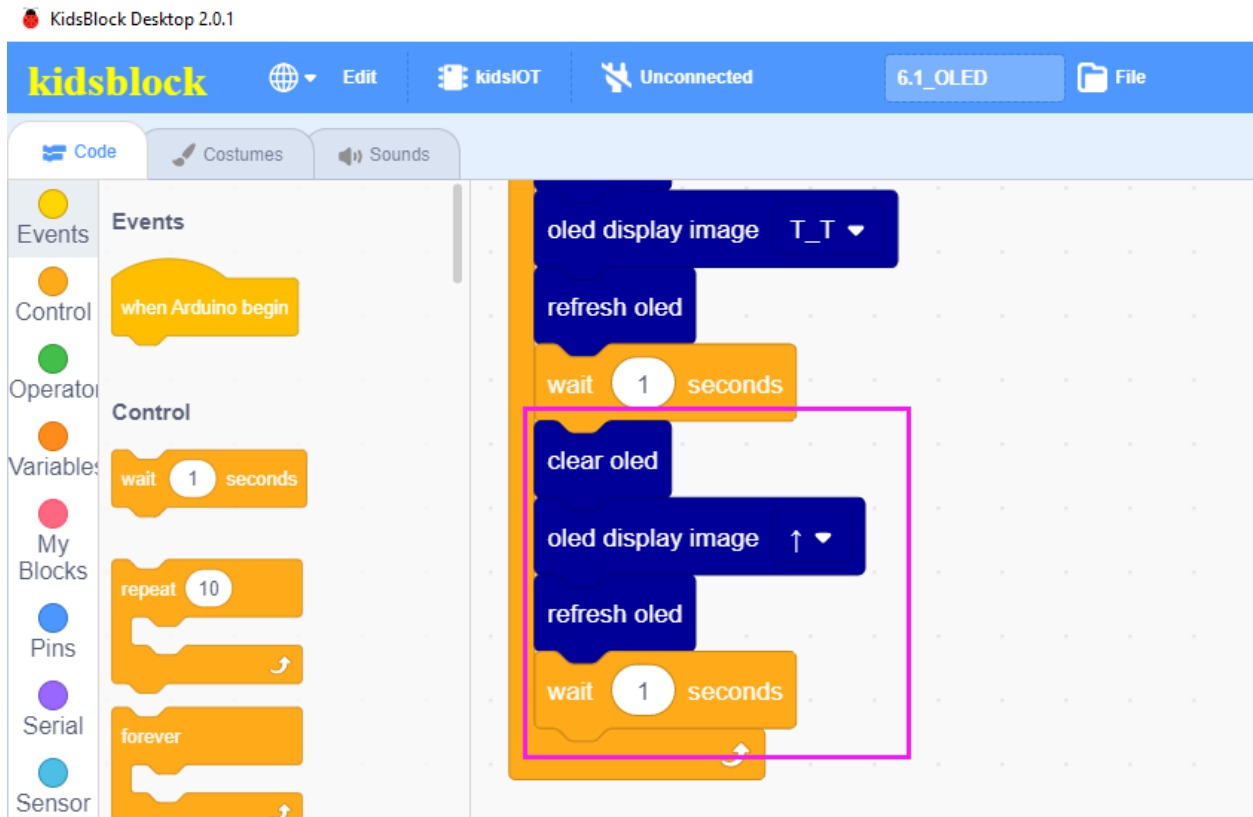 KidsBlock Desktop 2.0.1
kidsblock Edit kidsIOT Unconnected 6.1_OLED File
Code Costumes Sounds
Events
Control
Operator
Variables
My
Blocks
Pins
Serial
Sensor
Events
when Arduino begin
Control
wait 1 seconds
repeat 10
forever
oled display image T_T
refresh oled
wait 1 seconds
clear oled
oled display image ↑
refresh oled
wait 1 seconds